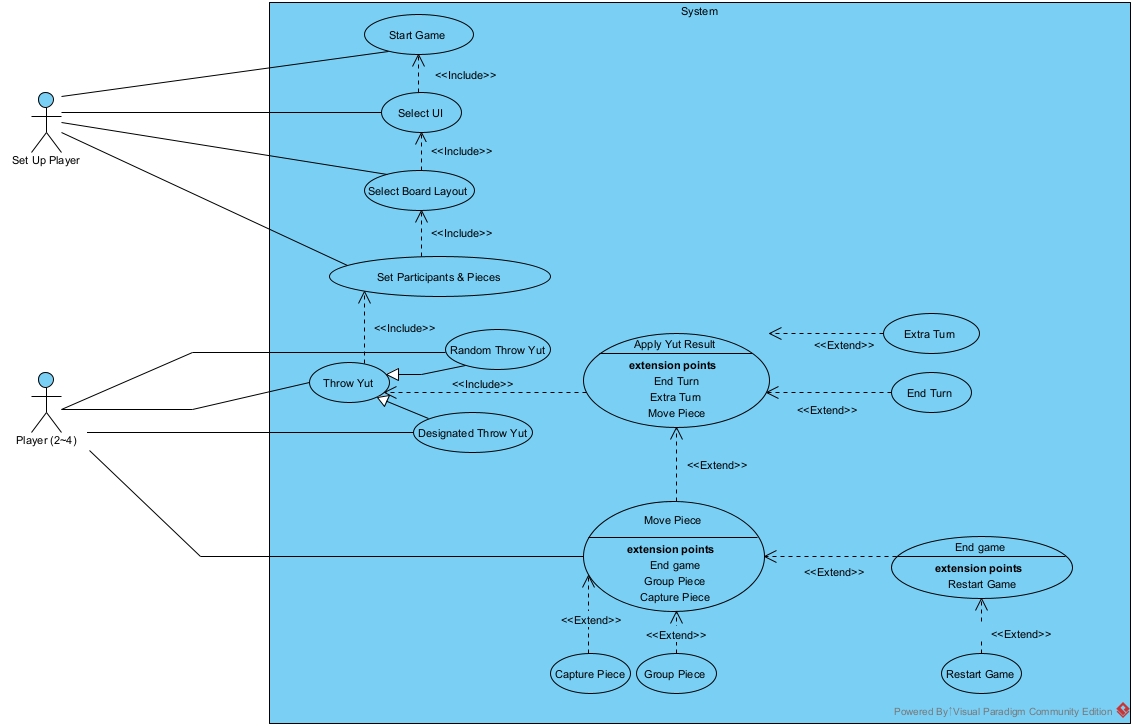 System
Start Game
<<Include>>
Select UI
Set Up Player
<<Include>>
Select Board Layout
<<Include>>
Set Participants & Pieces
<<Include>>
Random Throw Yut
Throw Yut
<<Include>>
Designated Throw Yut
Player (2~4)
Apply Yut Result
extension points
End Turn
Extra Turn
Move Piece
Extra Turn
<<Extend>>
End Turn
<<Extend>>
<<Extend>>
Move Piece
extension points
End game
Group Piece
Capture Piece
<<Extend>>
End game
extension points
Restart Game
<<Extend>>
<<Extend>>
<<Extend>>
Capture Piece
Group Piece
Restart Game
Powered By Visual Paradigm Community Edition